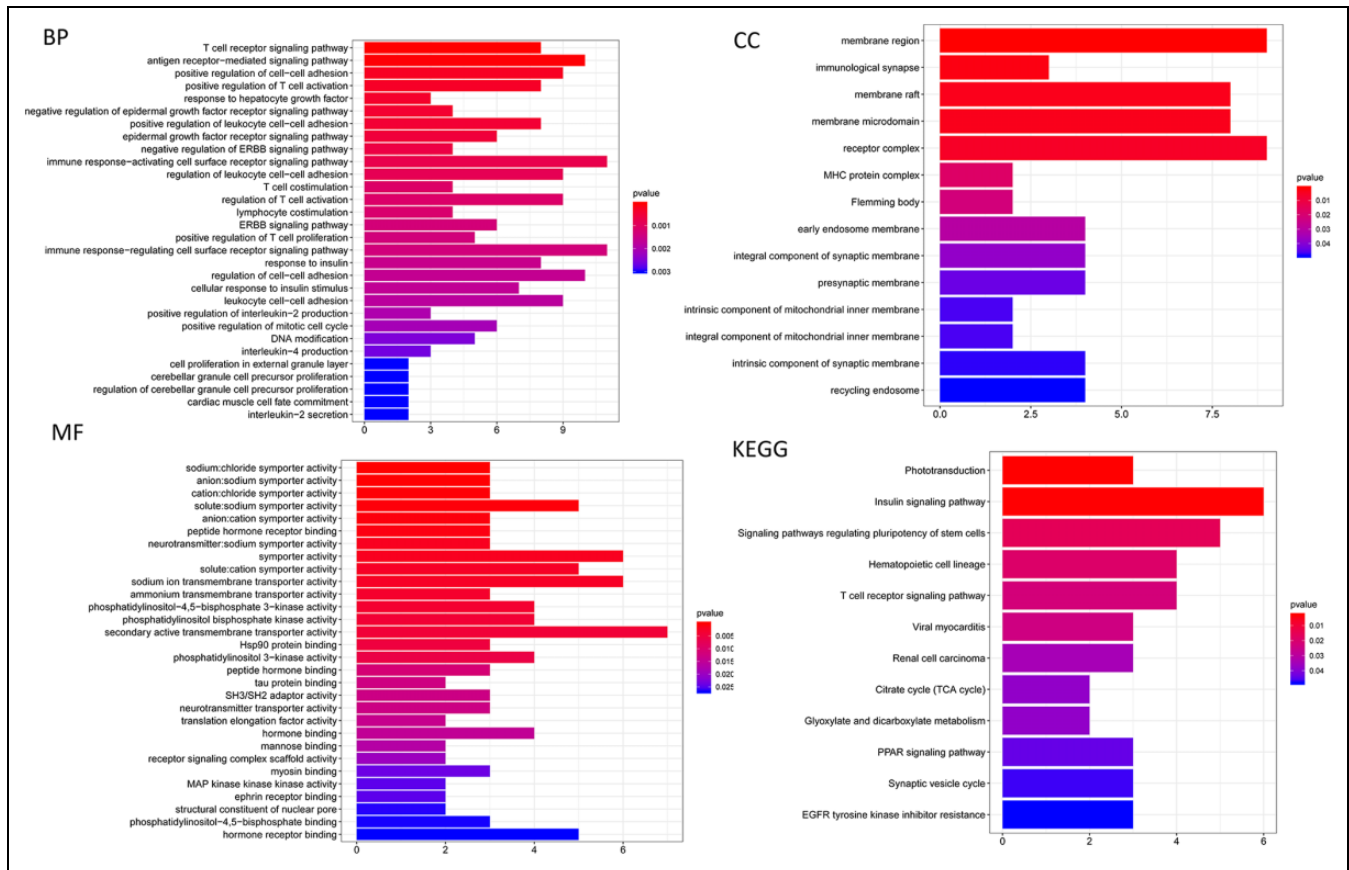 BP
T cell receptor signaling pathway
antigen receptor−mediated signaling pathway
positive regulation of cell−cell adhesion
positive regulation of T cell activation
response to hepatocyte growth factor
negative regulation of epidermal growth factor receptor signaling pathway
positive regulation of leukocyte cell−cell adhesion
epidermal growth factor receptor signaling pathway
negative regulation of ERBB signaling pathway
immune response−activating cell surface receptor signaling pathway
regulation of leukocyte cell−cell adhesion
T cell costimulation
regulation of T cell activation
lymphocyte costimulation
ERBB signaling pathway
positive regulation of T cell proliferation
immune response−regulating cell surface receptor signaling pathway
response to insulin
regulation of cell−cell adhesion
cellular response to insulin stimulus
leukocyte cell−cell adhesion
positive regulation of interleukin−2 production
positive regulation of mitotic cell cycle
DNA modification
interleukin−4 production
cell proliferation in external granule layer
cerebellar granule cell precursor proliferation
regulation of cerebellar granule cell precursor proliferation
cardiac muscle cell fate commitment
interleukin−2 secretion
0 3 6 9
pvalue
0.001
0.002
0.003
CC
membrane region
immunological synapse
membrane raft
membrane microdomain
receptor complex
MHC protein complex
Flemming body
early endosome membrane
integral component of synaptic membrane
presynaptic membrane
intrinsic component of mitochondrial inner membrane
integral component of mitochondrial inner membrane
intrinsic component of synaptic membrane
recycling endosome
0.0 2.5 5.0 7.5
pvalue
0.01
0.02
0.03
0.04
MF
sodium:chloride symporter activity
anion:sodium symporter activity
cation:chloride symporter activity
solute:sodium symporter activity
anion:cation symporter activity
peptide hormone receptor binding
neurotransmitter:sodium symporter activity
symporter activity
solute:cation symporter activity
sodium ion transmembrane transporter activity
ammonium transmembrane transporter activity
phosphatidylinositol−4,5−bisphosphate 3−kinase activity
phosphatidylinositol bisphosphate kinase activity
secondary active transmembrane transporter activity
Hsp90 protein binding
phosphatidylinositol 3−kinase activity
peptide hormone binding
tau protein binding
SH3/SH2 adaptor activity
neurotransmitter transporter activity
translation elongation factor activity
hormone binding
mannose binding
receptor signaling complex scaffold activity
myosin binding
MAP kinase kinase kinase activity
ephrin receptor binding
structural constituent of nuclear pore
phosphatidylinositol−4,5−bisphosphate binding
hormone receptor binding
0 2 4 6
pvalue
0.005
0.010
0.015
0.020
0.025
KEGG
Phototransduction
Insulin signaling pathway
Signaling pathways regulating pluripotency of stem cells
Hematopoietic cell lineage
T cell receptor signaling pathway
Viral myocarditis
Renal cell carcinoma
Citrate cycle (TCA cycle)
Glyoxylate and dicarboxylate metabolism
PPAR signaling pathway
Synaptic vesicle cycle
EGFR tyrosine kinase inhibitor resistance
0 2 4 6
pvalue
0.01
0.02
0.03
0.04